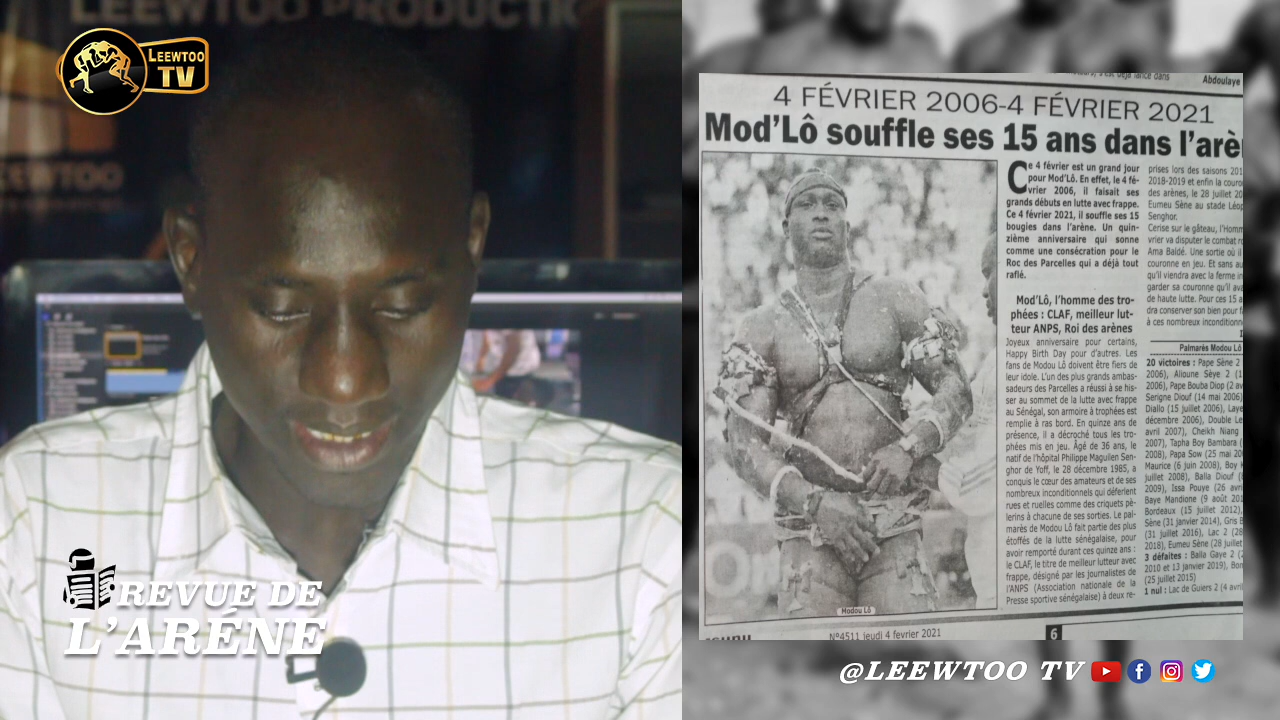 LEEWTOO PRODUCTI
LEEWTOO
TV
LEEWTOO
REVUE DE
L'ARÉNE
Abdoulaye
4 FÉVRIER 2006-4 FÉVRIER 2021
Mod'Lô souffle ses 15 ans dans l'arè
Ce 4 février est un grand jour
pour Mod'Lô. En effet, le 4 fé-
vrier 2006, il faisait ses
grands débuts en lutte avec frappe.
Ce 4 février 2021, il souffle ses 15
bougies dans l'arène. Un quin-
zième anniversaire qui sonne
comme une consécration pour le
Roc des Parcelles qui a déjà tout
raflé.
Mod'Lô, l'homme des tro-
phées : CLAF, meilleur lut-
teur ANPS, Roi des arènes
Joyeux anniversaire pour certains,
Happy Birth Day pour d'autres. Les
fans de Modou Lô doivent être fiers de
leur idole. L'un des plus grands ambas-
sadeurs des Parcelles a réussi à se his-
ser au sommet de la lutte avec frappe
au Sénégal, son armoire à trophées est
remplie à ras bord. En quinze ans de
présence, il a décroché tous les tro-
phées mis en jeu. Âgé de 36 ans, le
natif de l'hôpital Philippe Maguilen Sen-
ghor de Yoff, le 28 décembre 1985, a
conquis le cœur des amateurs et de ses
nombreux inconditionnels qui déferlent
rues et ruelles comme des criquets pè-
lerins à chacune de ses sorties. Le pal-
marès de Modou Lô fait partie des plus
étoffés de la lutte sénégalaise, pour
avoir remporté durant ces quinze ans :
le CLAF, le titre de meilleur lutteur avec
frappe, désigné par les journalistes de
l'ANPS (Association nationale de la
Presse sportive sénégalaise) à deux re-
prises lors des saisons 201
2018-2019 et enfin la couro
des arènes, le 28 juillet 20
Eumeu Sène au stade Léop
Senghor.
Cerise sur le gâteau, l'Homm
vrier va disputer le combat ro
Ama Baldé. Une sortie où il
couronne en jeu. Et sans au
qu'il viendra avec la ferme in
garder sa couronne qu'il ava
de haute lutte. Pour ces 15 a
dra conserver son bien pour f
à ces nombreux inconditionn
Palmarès Modou Lô
20 victoires : Pape Sène 2
2006), Alioune Sèye 2 (1
2006), Pape Bouba Diop (2 av
Serigne Diouf (14 mai 2006)
Diallo (15 juillet 2006), Laye
décembre 2006), Double Le
avril 2007), Cheikh Niang
2007), Tapha Boy Bambara (
2008), Papa Sow (25 mai 20
Maurice (6 juin 2008), Boy
juillet 2008), Balla Diouf (
2009), Issa Pouye (26 avr
Baye Mandione (9 août 201
Bordeaux (15 juillet 2012),
Sène (31 janvier 2014), Gris B
(31 juillet 2016), Lac 2 (28
2018), Eumeu Sène (28 juillet
3 défaites : Balla Gaye 2 (
2010 et 13 janvier 2019), Bom
(25 juillet 2015)
1 nul : Lac de Guiers 2 (4 avril
Modou Lô
N°4511 jeudi 4 fevrier 2021
6
@LEEWTOO TV